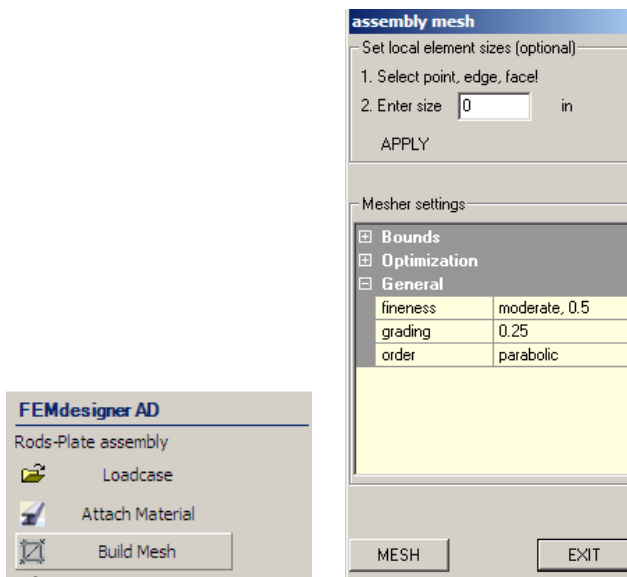 assembly mesh
Set local element sizes (optional)
1. Select point, edge, face!
2. Enter size 0 in
APPLY
Mesher settings
Bounds
Optimization
General
fineness moderate, 0.5
grading 0.25
order parabolic
MESH EXIT
FEMdesigner AD
Rods-Plate assembly
Loadcase
Attach Material
Build Mesh